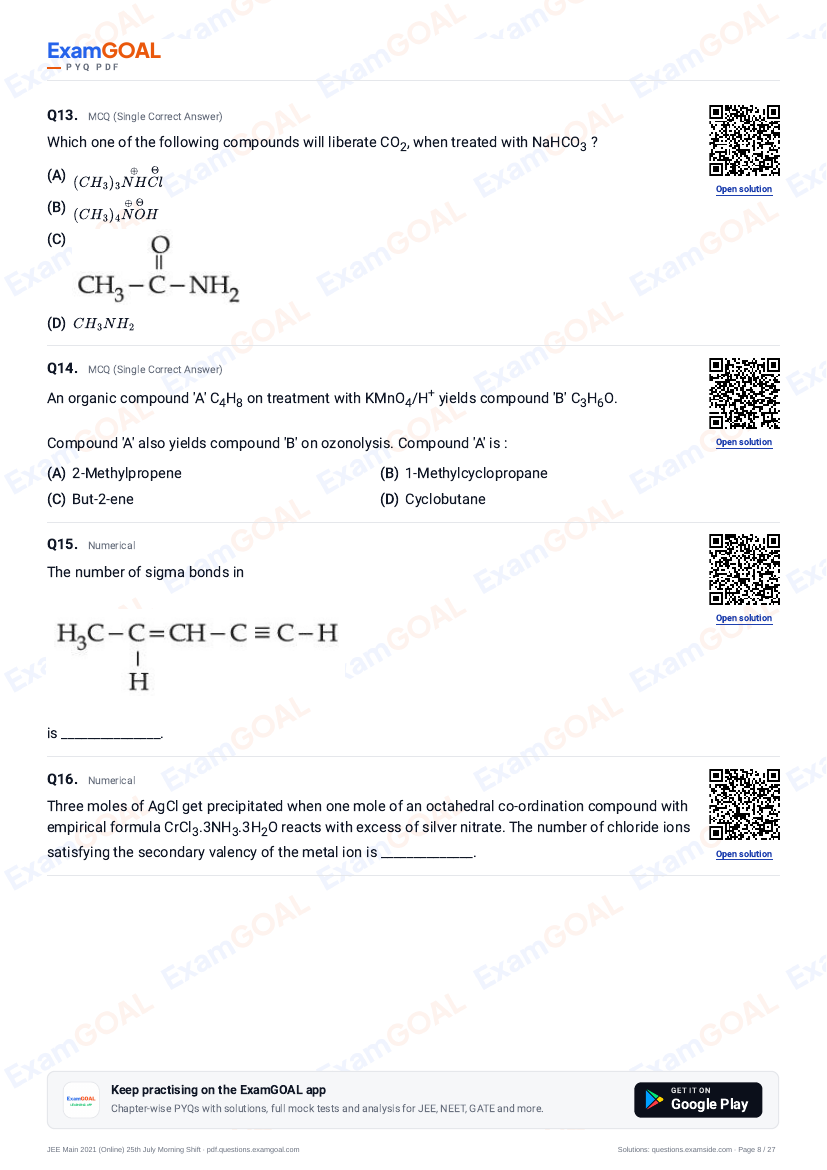 ExamGOAL
PYQ PDF
Q13. MCQ (Single Correct Answer)
Which one of the following compounds will liberate CO₂, when treated with NaHCO₃ ?
Open solution
(A) (CH₃)₃N⊕HClΘ
(B) (CH₃)₄N⊕OΘH
(C)
O
||
CH₃ – C – NH₂
(D) CH₃NH₂
Q14. MCQ (Single Correct Answer)
An organic compound 'A' C₄H₈ on treatment with KMnO₄/H⁺ yields compound 'B' C₃H₆O.
Compound 'A' also yields compound 'B' on ozonolysis. Compound 'A' is :
Open solution
(A) 2-Methylpropene (B) 1-Methylcyclopropane
(C) But-2-ene (D) Cyclobutane
Q15. Numerical
The number of sigma bonds in
Open solution
H₃C – C = CH – C ≡ C – H
|
H
is ______________.
Q16. Numerical
Three moles of AgCl get precipitated when one mole of an octahedral co-ordination compound with
empirical formula CrCl₃.3NH₃.3H₂O reacts with excess of silver nitrate. The number of chloride ions
satisfying the secondary valency of the metal ion is _____________.
Open solution
ExamGOAL
Keep practising on the ExamGOAL app
Chapter-wise PYQs with solutions, full mock tests and analysis for JEE, NEET, GATE and more.
GET IT ON
Google Play
JEE Main 2021 (Online) 25th July Morning Shift · pdf.questions.examgoal.com
Solutions: questions.examside.com · Page 8 / 27